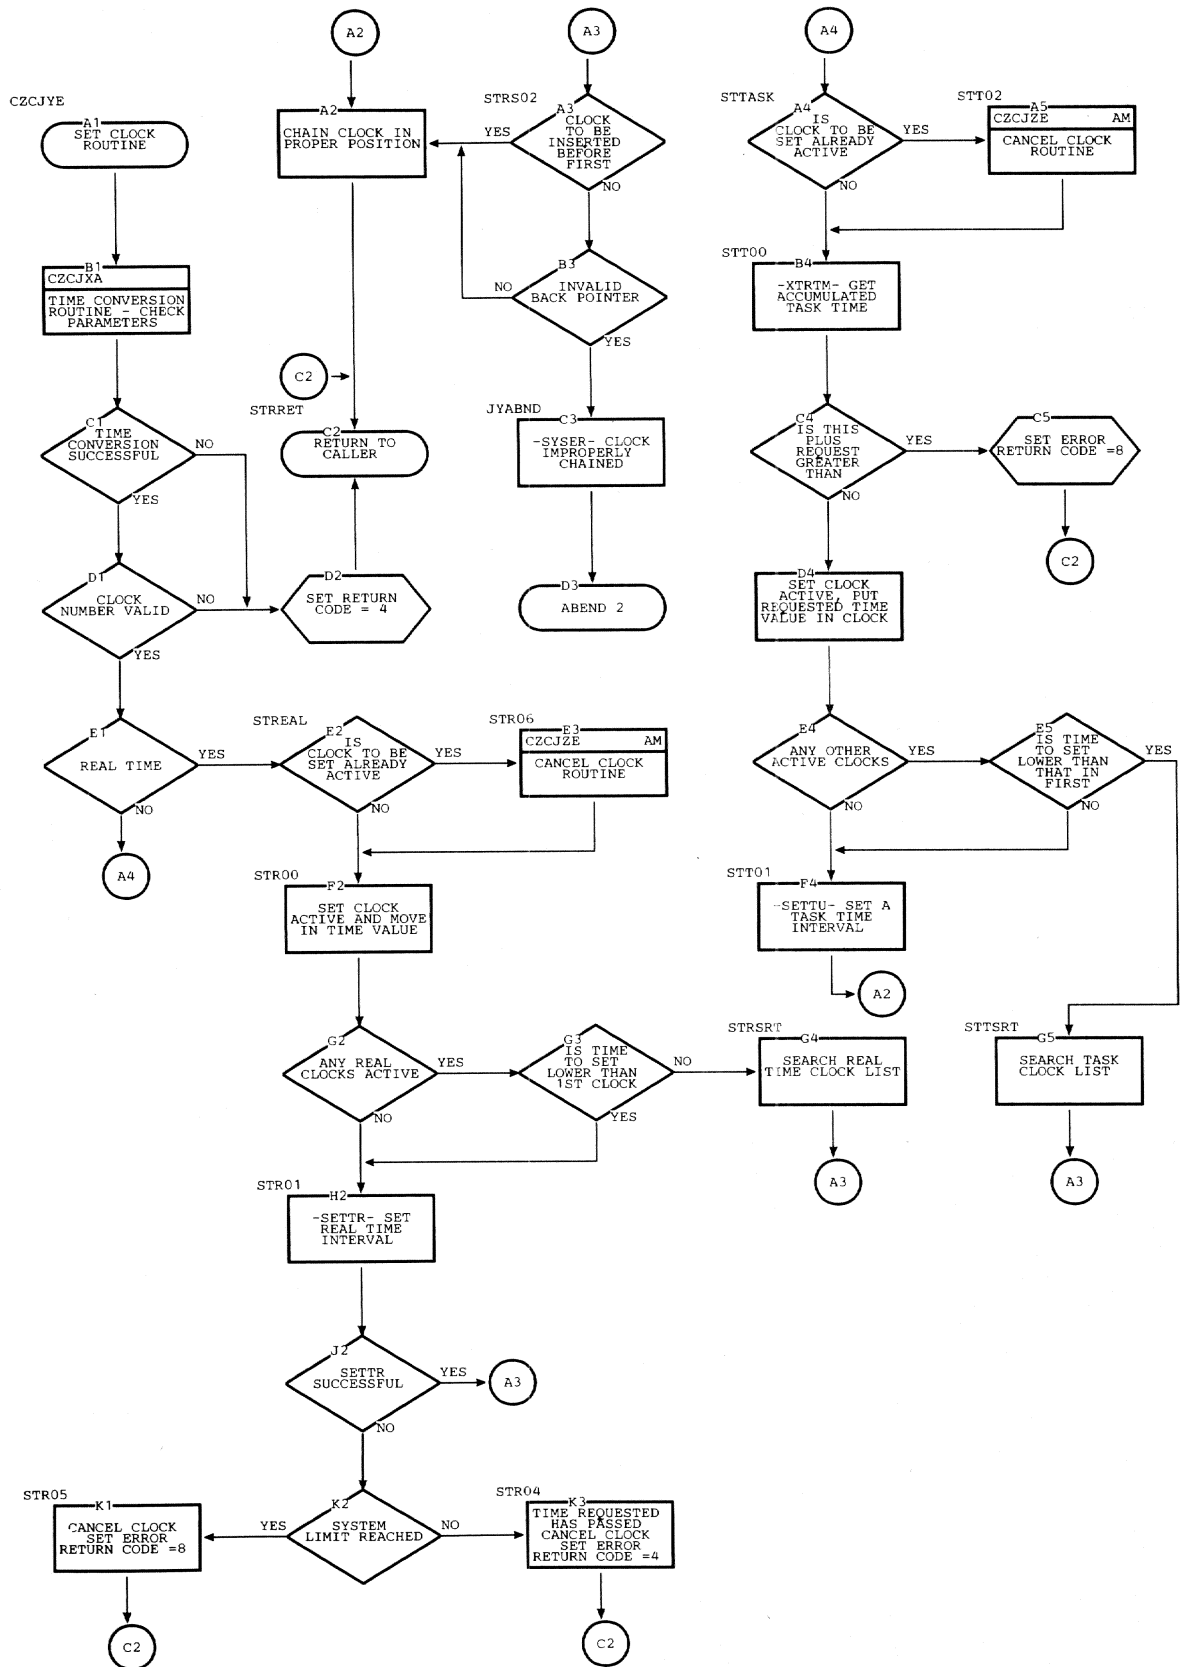 A2
A3
A4
CZCJYE
A1
SET CLOCK
ROUTINE
A2
CHAIN CLOCK IN
PROPER POSITION
YES
STRS02
A3
CLOCK
TO BE
INSERTED
BEFORE
FIRST
NO
STTASK
A4
IS
CLOCK TO BE
SET ALREADY
ACTIVE
YES
NO
STT02
A5
CZCJZE AM
CANCEL CLOCK
ROUTINE
B1
CZCJXA
TIME CONVERSION
ROUTINE - CHECK
PARAMETERS
NO
B3
INVALID
BACK POINTER
YES
STT00
B4
-XTRTM- GET
ACCUMULATED
TASK TIME
C2
C1
TIME
CONVERSION
SUCCESSFUL
NO
YES
STRRET
C2
RETURN TO
CALLER
JYABND
C3
-SYSER- CLOCK
IMPROPERLY
CHAINED
C4
IS THIS
PLUS
REQUEST
GREATER
THAN
YES
NO
C5
SET ERROR
RETURN CODE =8
C2
D1
CLOCK
NUMBER VALID
NO
YES
D2
SET RETURN
CODE = 4
D3
ABEND 2
D4
SET CLOCK
ACTIVE, PUT
REQUESTED TIME
VALUE IN CLOCK
E1
REAL TIME
YES
NO
A4
STREAL
E2
IS
CLOCK TO BE
SET ALREADY
ACTIVE
YES
NO
STR06
E3
CZCJZE AM
CANCEL CLOCK
ROUTINE
E4
ANY OTHER
ACTIVE CLOCKS
YES
NO
E5
IS TIME
TO SET
LOWER THAN
THAT IN
FIRST
YES
NO
STR00
F2
SET CLOCK
ACTIVE AND MOVE
IN TIME VALUE
STT01
F4
-SETTU- SET A
TASK TIME
INTERVAL
A2
G2
ANY REAL
CLOCKS ACTIVE
YES
NO
G3
IS TIME
TO SET
LOWER THAN
1ST CLOCK
NO
YES
STRSRT
G4
SEARCH REAL
TIME CLOCK LIST
A3
STTSRT
G5
SEARCH TASK
CLOCK LIST
A3
STR01
H2
-SETTR- SET
REAL TIME
INTERVAL
J2
SETTR
SUCCESSFUL
YES
NO
A3
STR05
K1
CANCEL CLOCK
SET ERROR
RETURN CODE =8
C2
YES
K2
SYSTEM
LIMIT REACHED
NO
STR04
K3
TIME REQUESTED
HAS PASSED
CANCEL CLOCK
SET ERROR
RETURN CODE =4
C2